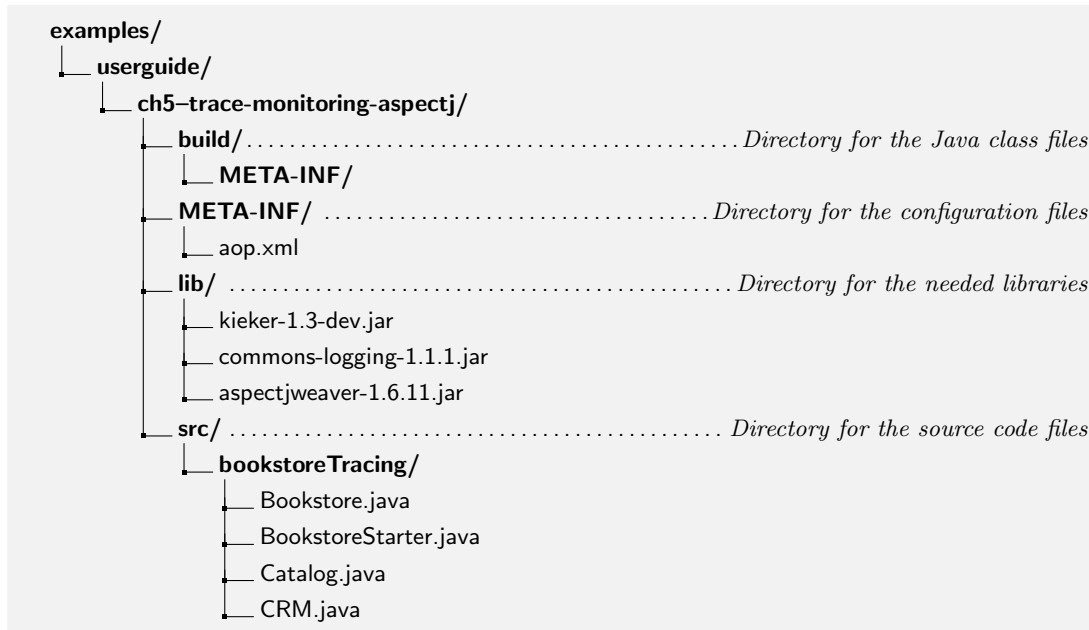 examples/
userguide/
ch5–trace-monitoring-aspectj/
build/ Directory for the Java class files
META-INF/
META-INF/ Directory for the configuration files
aop.xml
lib/ Directory for the needed libraries
kieker-1.3-dev.jar
commons-logging-1.1.1.jar
aspectjweaver-1.6.11.jar
src/ Directory for the source code files
bookstoreTracing/
Bookstore.java
BookstoreStarter.java
Catalog.java
CRM.java